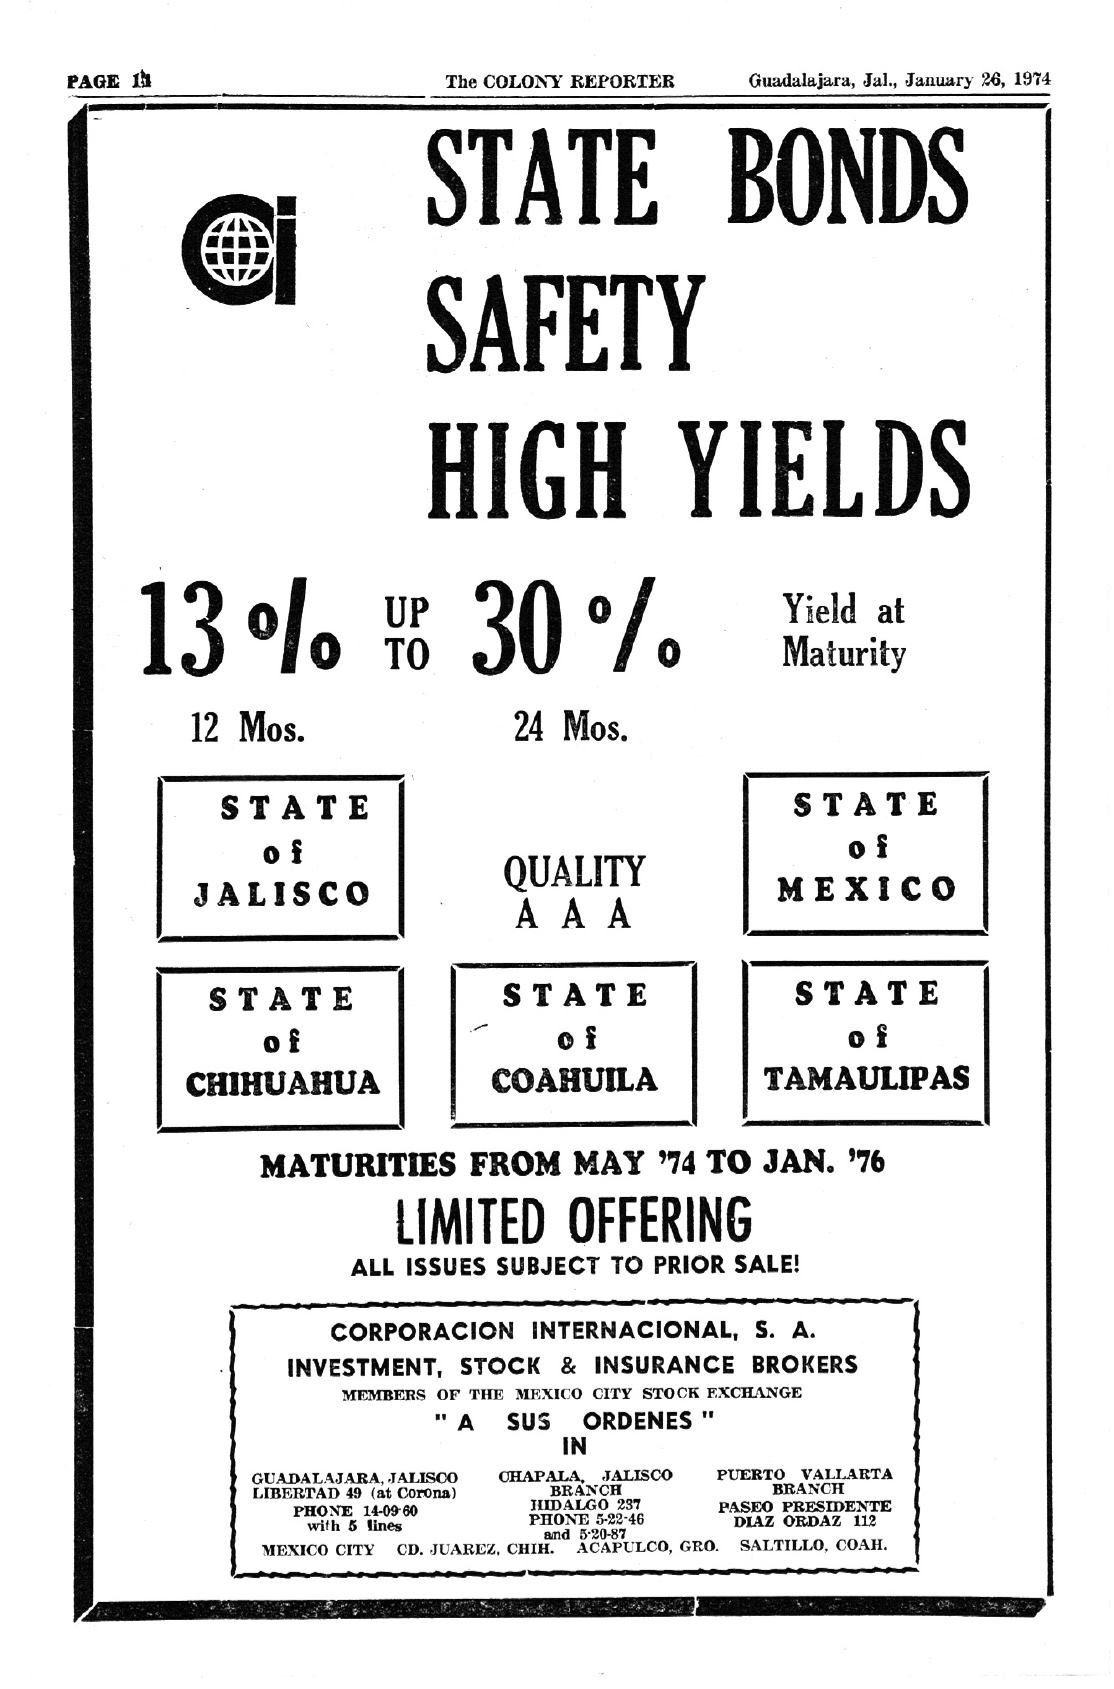 PAGE
The COLONY REPORTER
Guadalajara, Jal., January 26, 1974
Ci
STATE BONDS
SAFETY
HIGH YIELDS
13% UP TO 30% Yield at Maturity
12 Mos. 24 Mos.
STATE
of
JALISCO
QUALITY
A A A
STATE
of
MEXICO
STATE
of
CHIHUAHUA
STATE
of
COAHUILA
STATE
of
TAMAULIPAS
MATURITIES FROM MAY '74 TO JAN. '76
LIMITED OFFERING
ALL ISSUES SUBJECT TO PRIOR SALE!
CORPORACION INTERNACIONAL, S. A.
INVESTMENT, STOCK & INSURANCE BROKERS
MEMBERS OF THE MEXICO CITY STOCK EXCHANGE
" A SUS ORDENES "
IN
GUADALAJARA, JALISCO
LIBERTAD 49 (at Corona)
PHONE 14-09-60
with 5 lines
CHAPALA, JALISCO
BRANCH
HIDALGO 237
PHONE 5-22-46
and 5-20-87
PUERTO VALLARTA
BRANCH
PASEO PRESIDENTE
DIAZ ORDAZ 112
MEXICO CITY CD. JUAREZ, CHIH. ACAPULCO, GRO. SALTILLO, COAH.